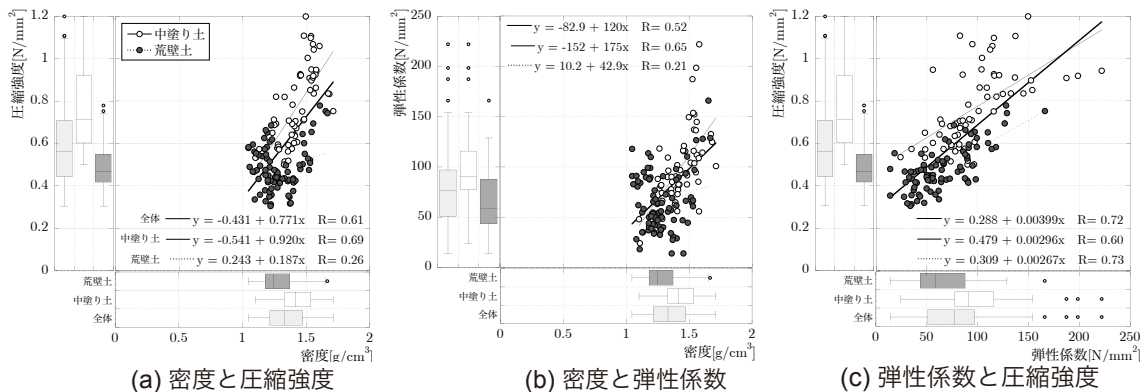 圧縮強度[N/mm²]
1.2
1
0.8
0.6
0.4
0.2
0
中塗り土
荒壁土
全体 y = -0.431 + 0.771x R= 0.61
中塗り土 y = -0.541 + 0.920x R= 0.69
荒壁土 y = 0.243 + 0.187x R= 0.26
荒壁土
中塗り土
全体
0 0.5 1 1.5 2
密度[g/cm³]
(a) 密度と圧縮強度
弾性係数[N/mm²]
250
200
150
100
50
0
y = -82.9 + 120x R= 0.52
y = -152 + 175x R= 0.65
y = 10.2 + 42.9x R= 0.21
荒壁土
中塗り土
全体
0 0.5 1 1.5 2
密度[g/cm³]
(b) 密度と弾性係数
圧縮強度[N/mm²]
1.2
1
0.8
0.6
0.4
0.2
0
y = 0.288 + 0.00399x R= 0.72
y = 0.479 + 0.00296x R= 0.60
y = 0.309 + 0.00267x R= 0.73
荒壁土
中塗り土
全体
0 50 100 150 200 250
弾性係数[N/mm²]
(c) 弾性係数と圧縮強度